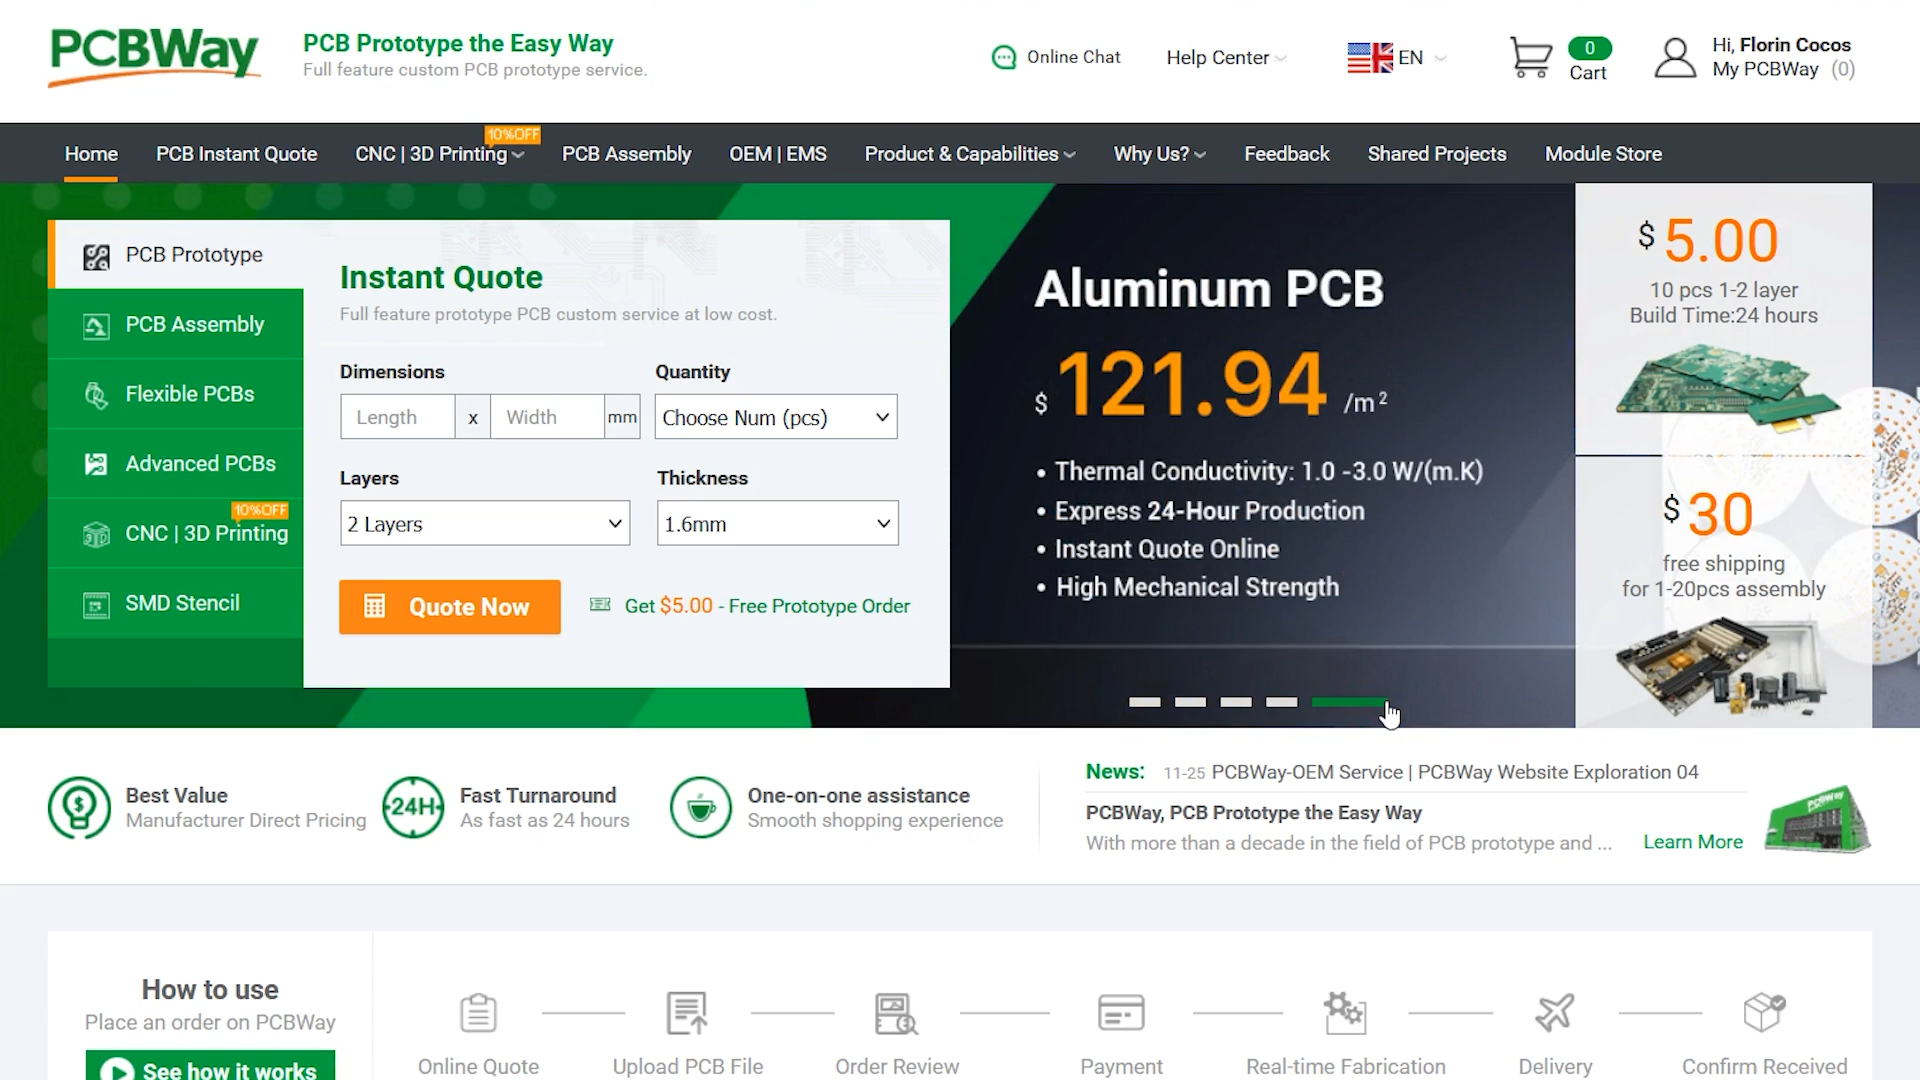 PCBWay
PCB Prototype the Easy Way
Full feature custom PCB prototype service.
Online Chat
Help Center
EN
0
Cart
Hi, Florin Cocos
My PCBWay (0)
Home
PCB Instant Quote
CNC | 3D Printing
10%OFF
PCB Assembly
OEM | EMS
Product & Capabilities
Why Us?
Feedback
Shared Projects
Module Store
PCB Prototype
PCB Assembly
Flexible PCBs
Advanced PCBs
10%OFF
CNC | 3D Printing
SMD Stencil
Instant Quote
Full feature prototype PCB custom service at low cost.
Dimensions
Quantity
Length x Width mm
Choose Num (pcs)
Layers
Thickness
2 Layers
1.6mm
Quote Now
Get $5.00 - Free Prototype Order
Aluminum PCB
$ 121.94 /m²
• Thermal Conductivity: 1.0 -3.0 W/(m.K)
• Express 24-Hour Production
• Instant Quote Online
• High Mechanical Strength
$ 5.00
10 pcs 1-2 layer
Build Time:24 hours
$ 30
free shipping
for 1-20pcs assembly
Best Value
Manufacturer Direct Pricing
24H
Fast Turnaround
As fast as 24 hours
One-on-one assistance
Smooth shopping experience
News: 11-25 PCBWay-OEM Service | PCBWay Website Exploration 04
PCBWay, PCB Prototype the Easy Way
With more than a decade in the field of PCB prototype and ...
Learn More
PCBWay
How to use
Place an order on PCBWay
See how it works
Online Quote
Upload PCB File
Order Review
Payment
Real-time Fabrication
Delivery
Confirm Received